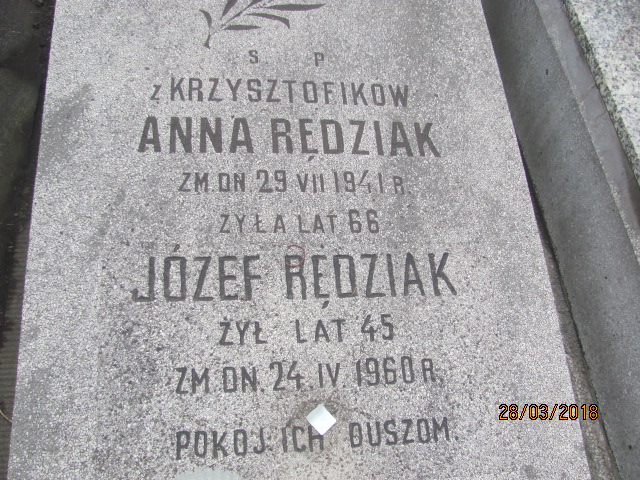 S P
z KRZYSZTOFIKÓW
ANNA RĘDZIAK
ZM DN 29 VII 1941 R.
ŻYŁA LAT 66
JÓZEF RĘDZIAK
ŻYŁ LAT 45
ZM DN. 24. IV. 1960 R.
POKÓJ ICH DUSZOM.
28/03/2018